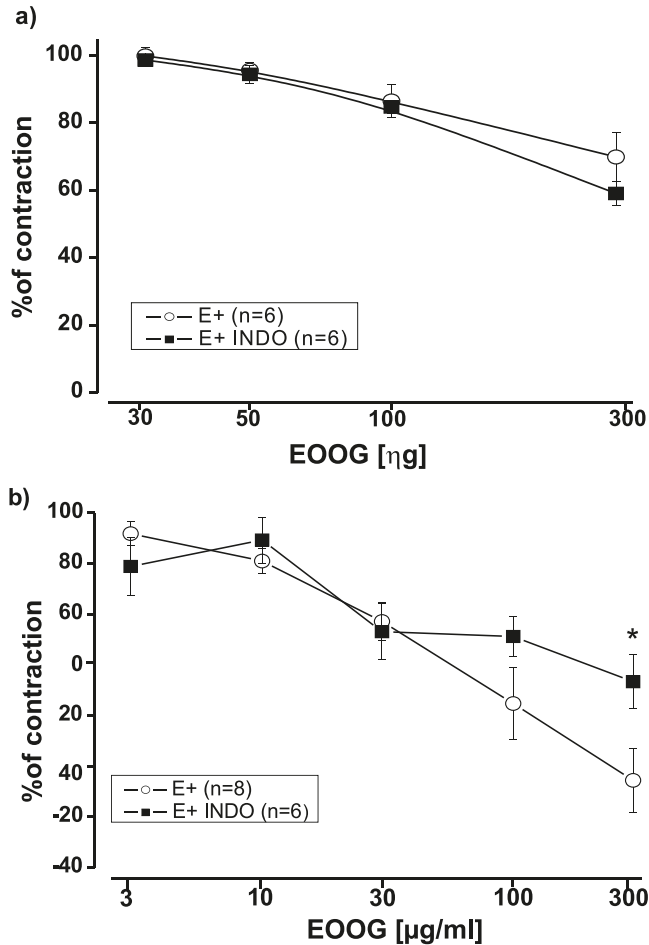 a)
100
80
60
40
20
0
%of contraction
E+ (n=6)
E+ INDO (n=6)
30 50 100 300
EOOG [ηg]
b)
100
80
60
0
20
40
-20
-40
%of contraction
*
E+ (n=8)
E+ INDO (n=6)
3 10 30 100 300
EOOG [µg/ml]